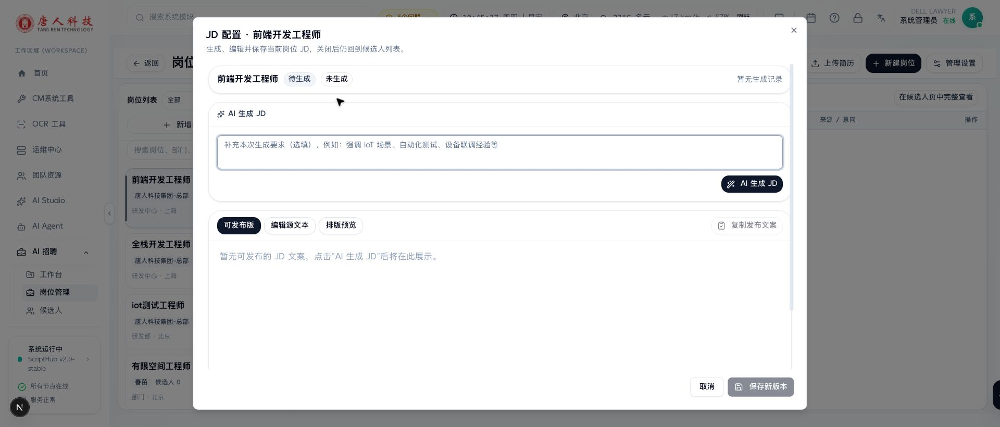 唐人科技
TANG REN TECHNOLOGY
搜索系统模块
6个问题
北京
23°C 多云
67%
刷新
DELL LAWYER
系统管理员 在线
系
工作区域 (WORKSPACE)
首页
CM系统工具
OCR 工具
运维中心
团队资源
AI Studio
AI Agent
AI 招聘
工作台
岗位管理
候选人
系统运行中
ScriptHub v2.0-
stable
所有节点在线
服务正常
N
返回
岗位
上传简历
新建岗位
管理设置
岗位列表 全部
新增
搜索岗位、部门、
前端开发工程师
唐人科技集团-总部
研发中心 · 上海
全栈开发工程师
唐人科技集团-总部
研发中心 · 上海
iot测试工程师
唐人科技集团-总部
研发部 · 北京
有限空间工程师
春苗 候选人 0
部门 · 北京
在候选人页中完整查看
来源 / 意向 操作
JD 配置 · 前端开发工程师
生成、编辑并保存当前岗位 JD，关闭后仍回到候选人列表。
前端开发工程师 待生成 未生成 暂无生成记录
AI 生成 JD
补充本次生成要求（选填），例如：强调 IoT 场景、自动化测试、设备联调经验等
AI 生成 JD
可发布版 编辑源文本 排版预览 复制发布文案
暂无可发布的 JD 文案，点击"AI 生成 JD"后将在此展示。
取消 保存新版本